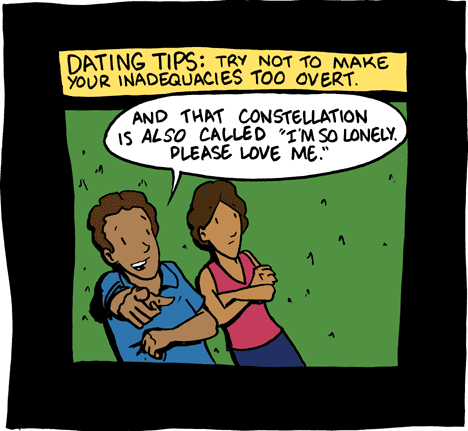 DATING TIPS: TRY NOT TO MAKE
YOUR INADEQUACIES TOO OVERT.
AND THAT CONSTELLATION
IS ALSO CALLED "I'M SO LONELY.
PLEASE LOVE ME."